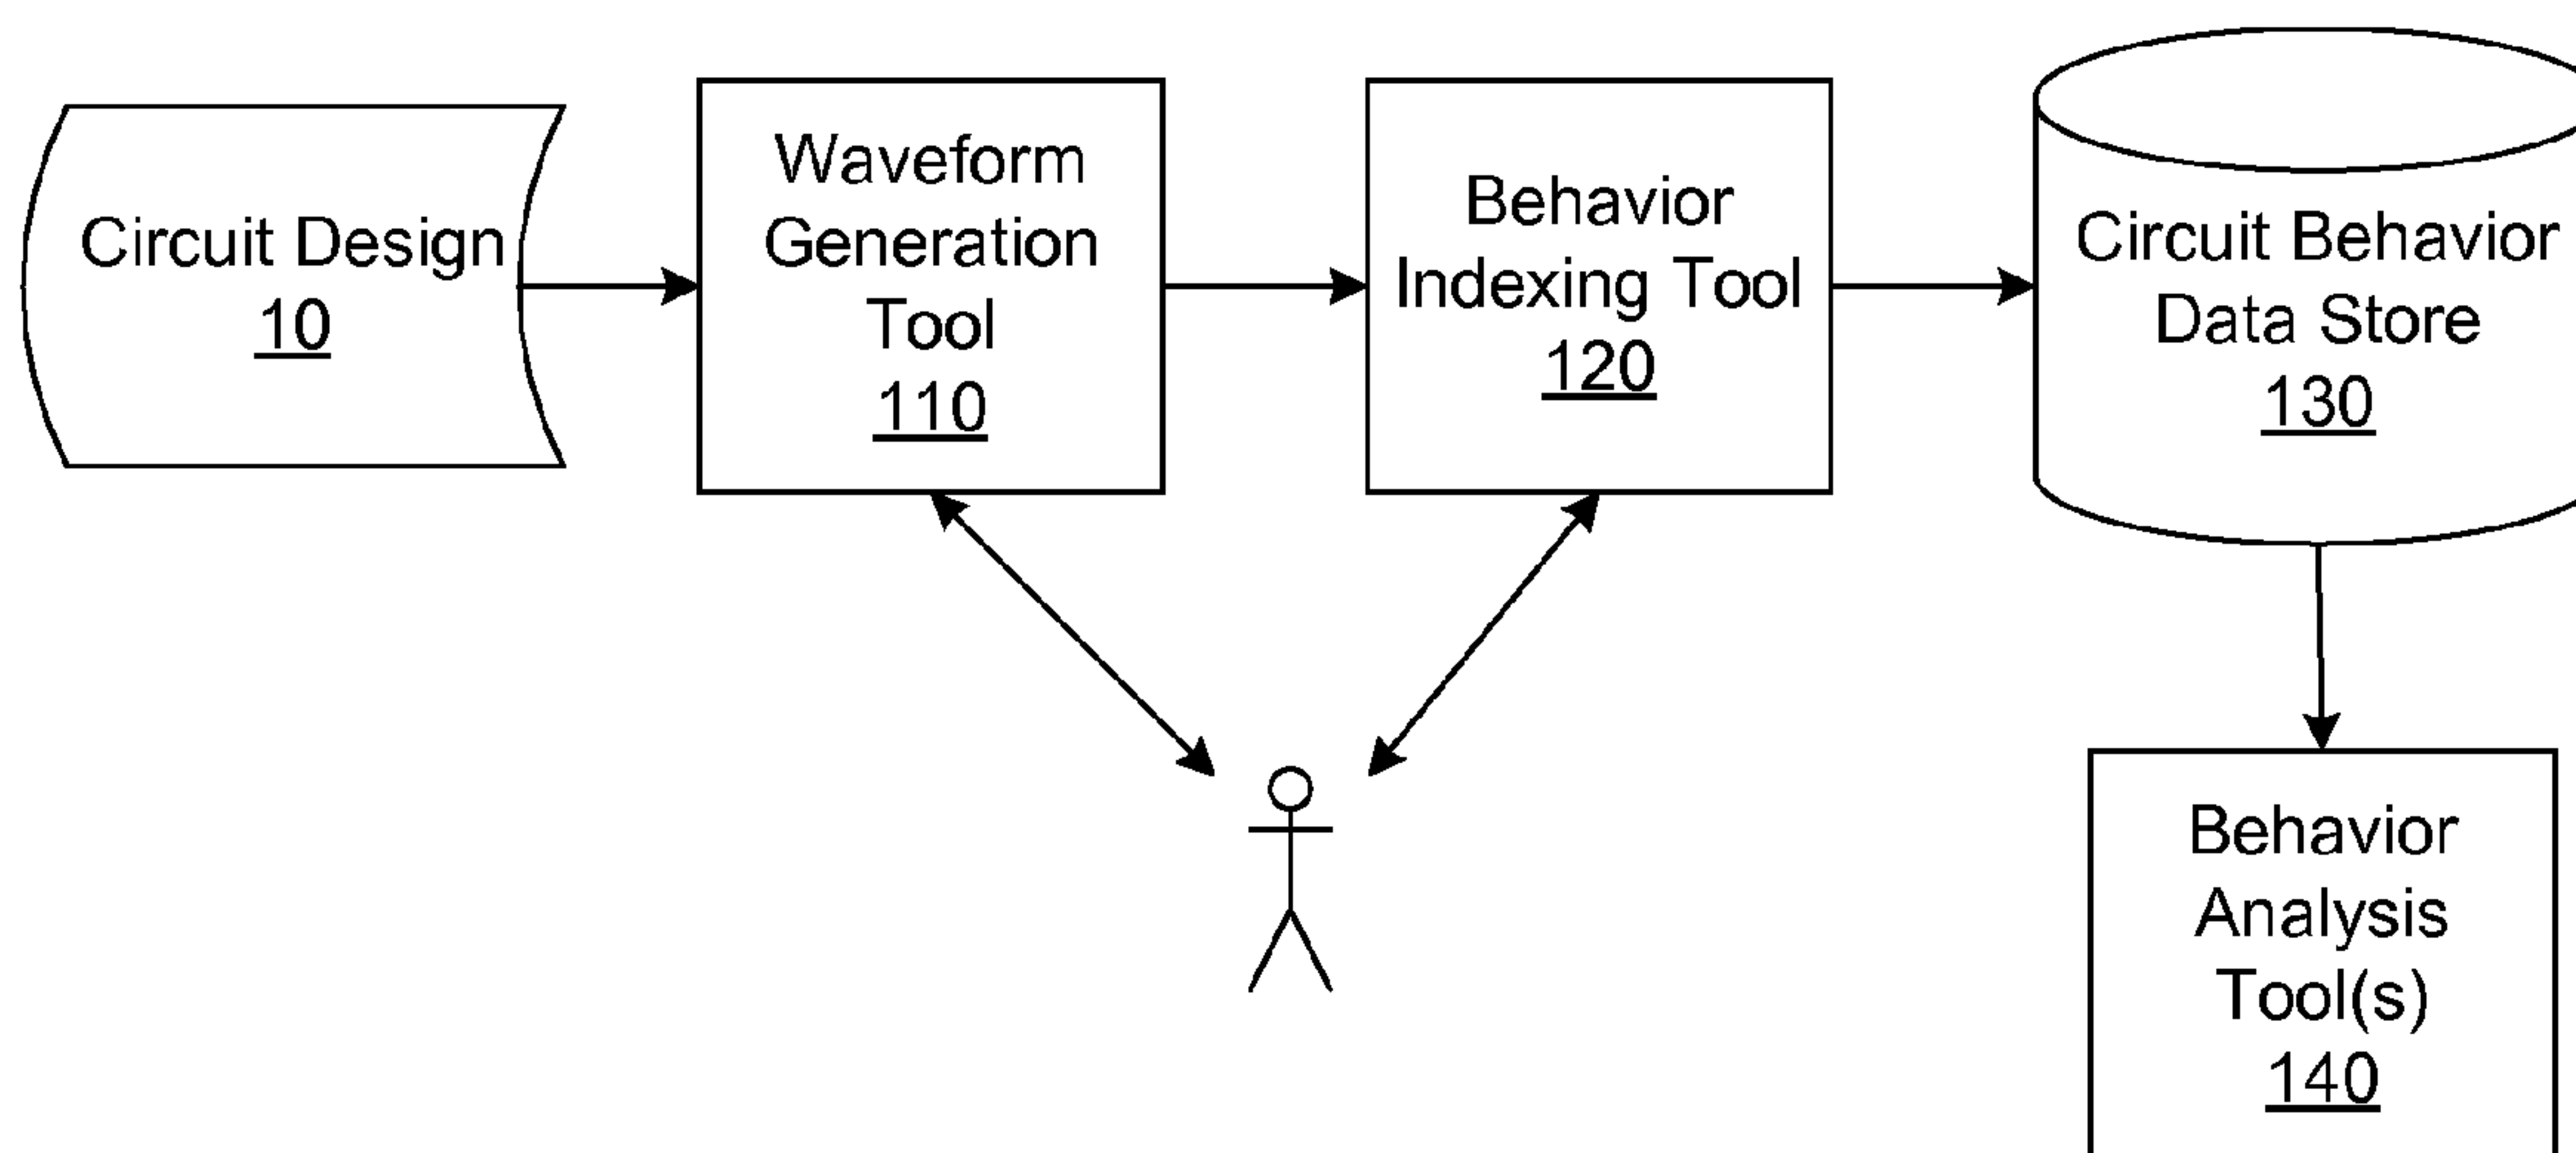 Circuit Design
10
Waveform
Generation
Tool
110
Behavior
Indexing Tool
120
Circuit Behavior
Data Store
130
Behavior
Analysis
Tool(s)
140